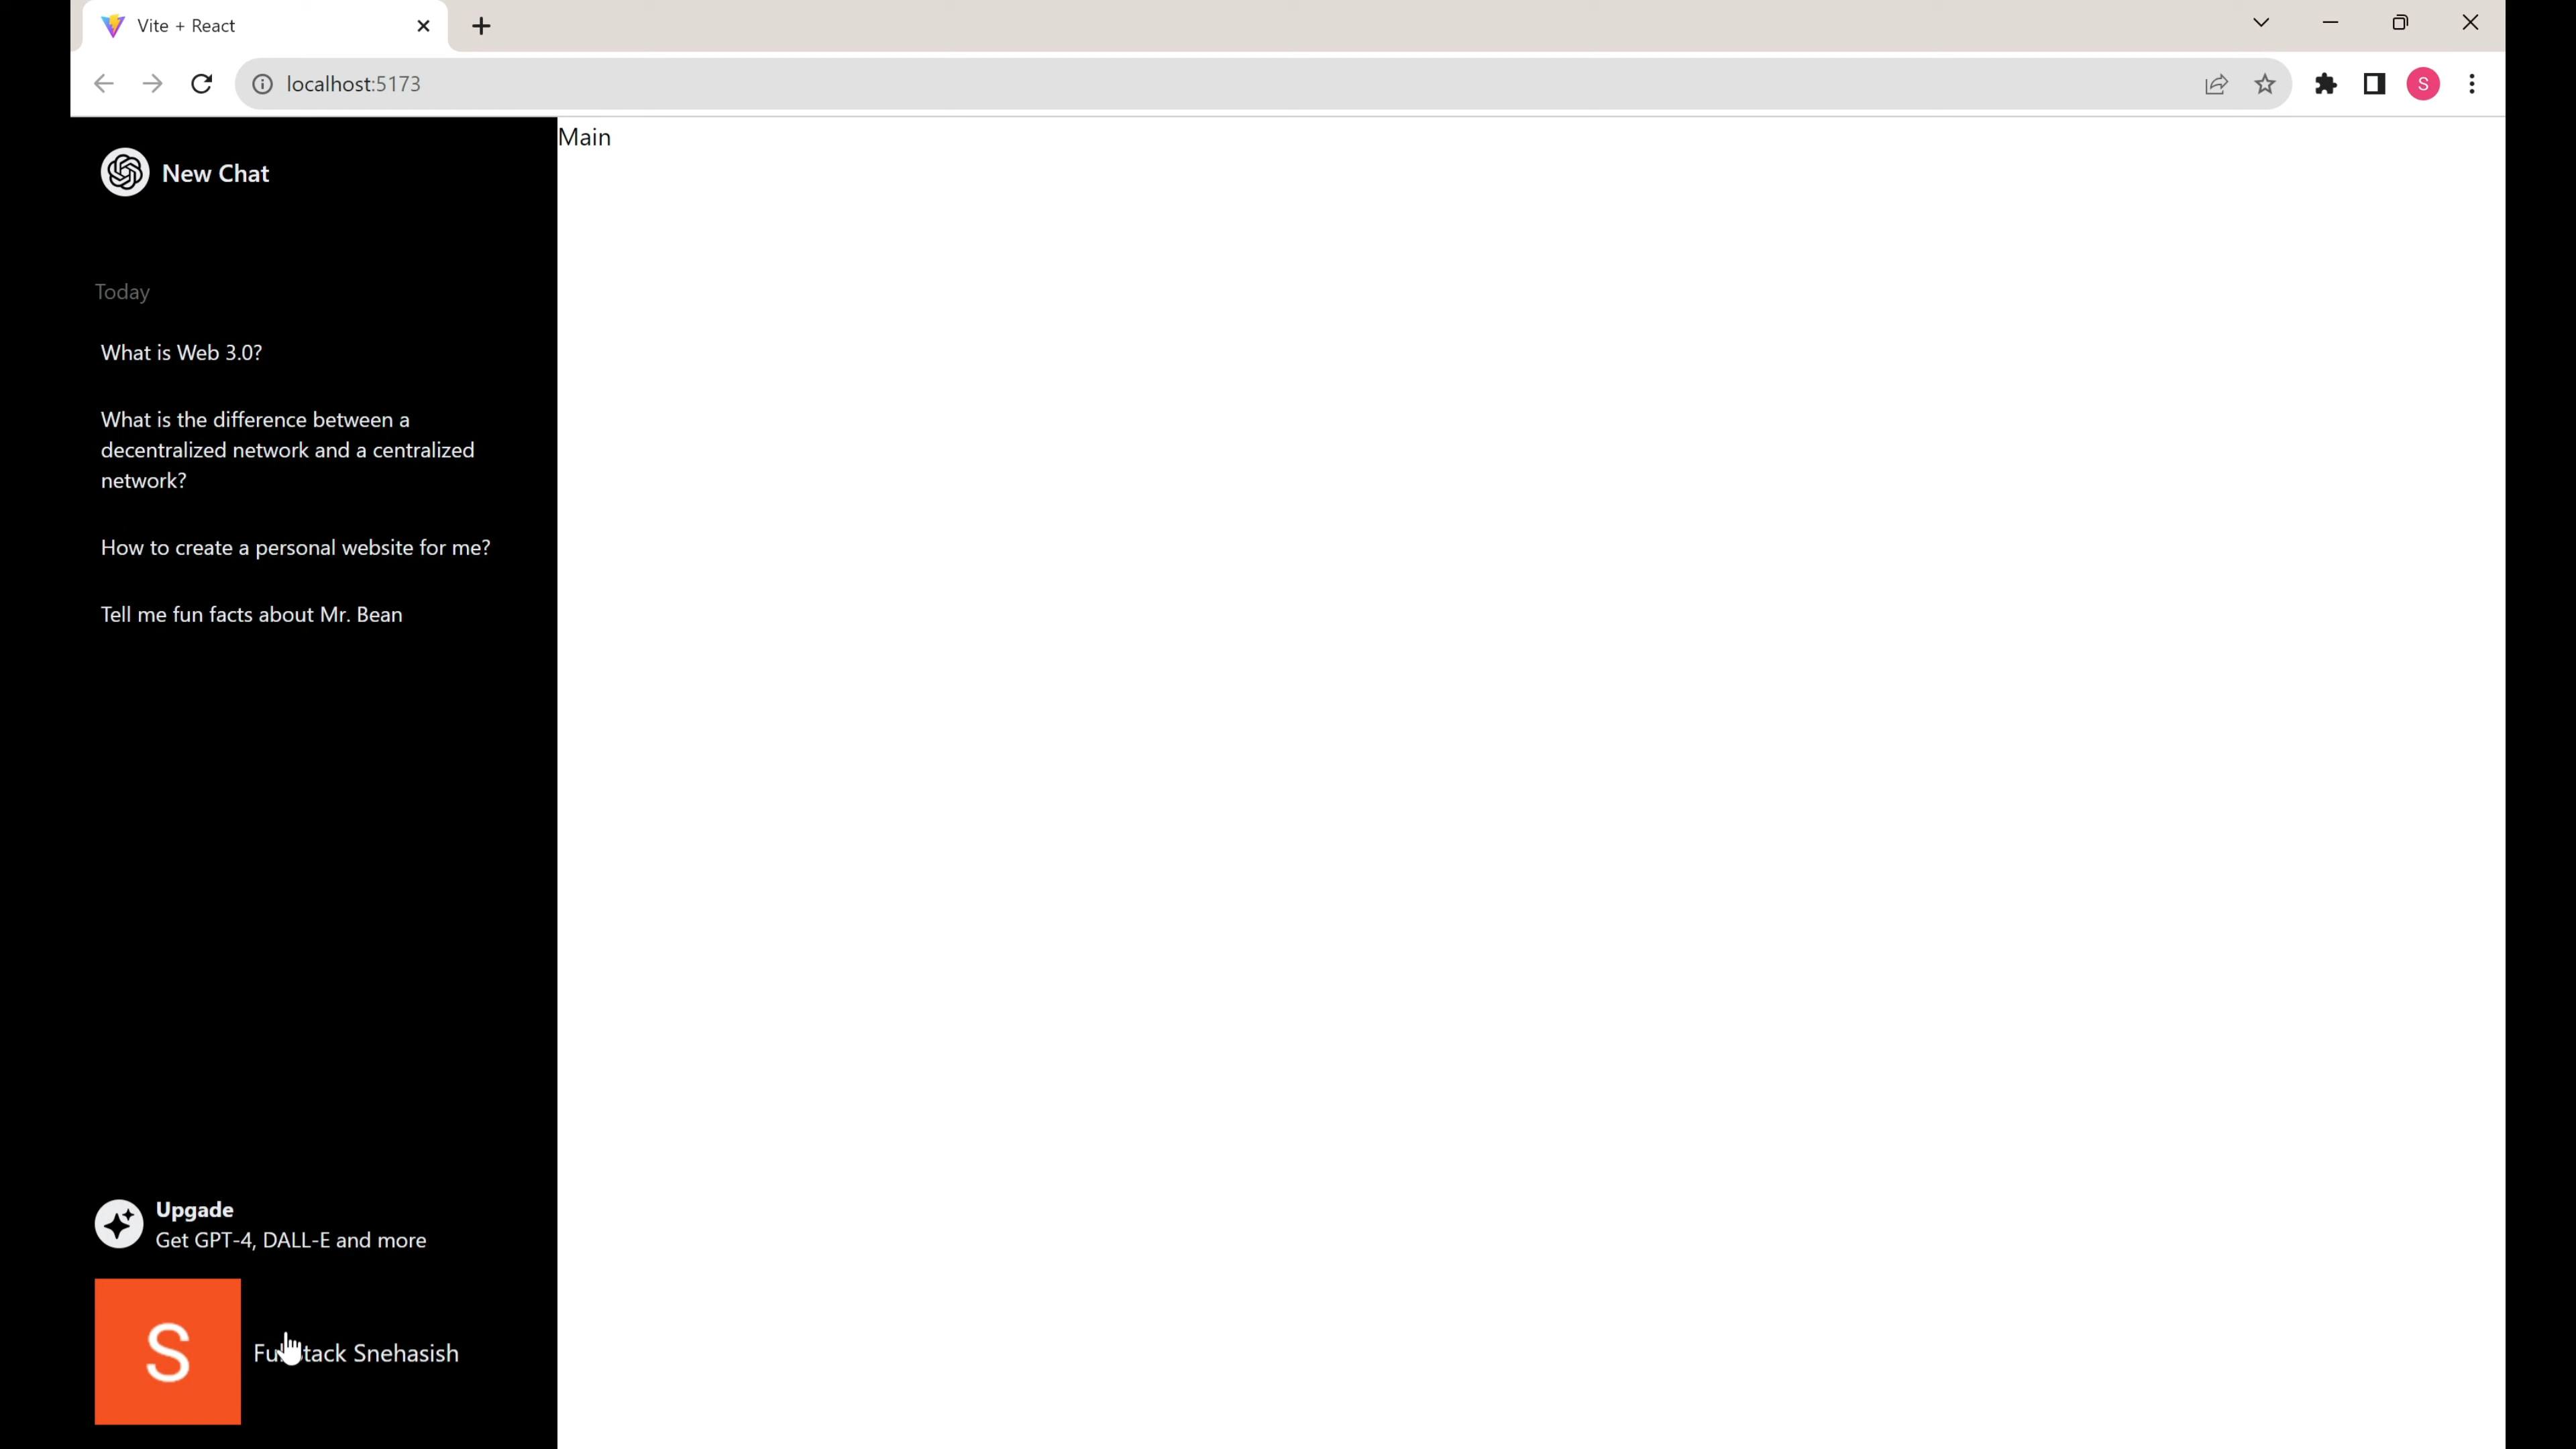 Vite + React
localhost:5173
S
New Chat
Main
Today
What is Web 3.0?
What is the difference between a
decentralized network and a centralized
network?
How to create a personal website for me?
Tell me fun facts about Mr. Bean
Upgade
Get GPT-4, DALL-E and more
S
Snehasish